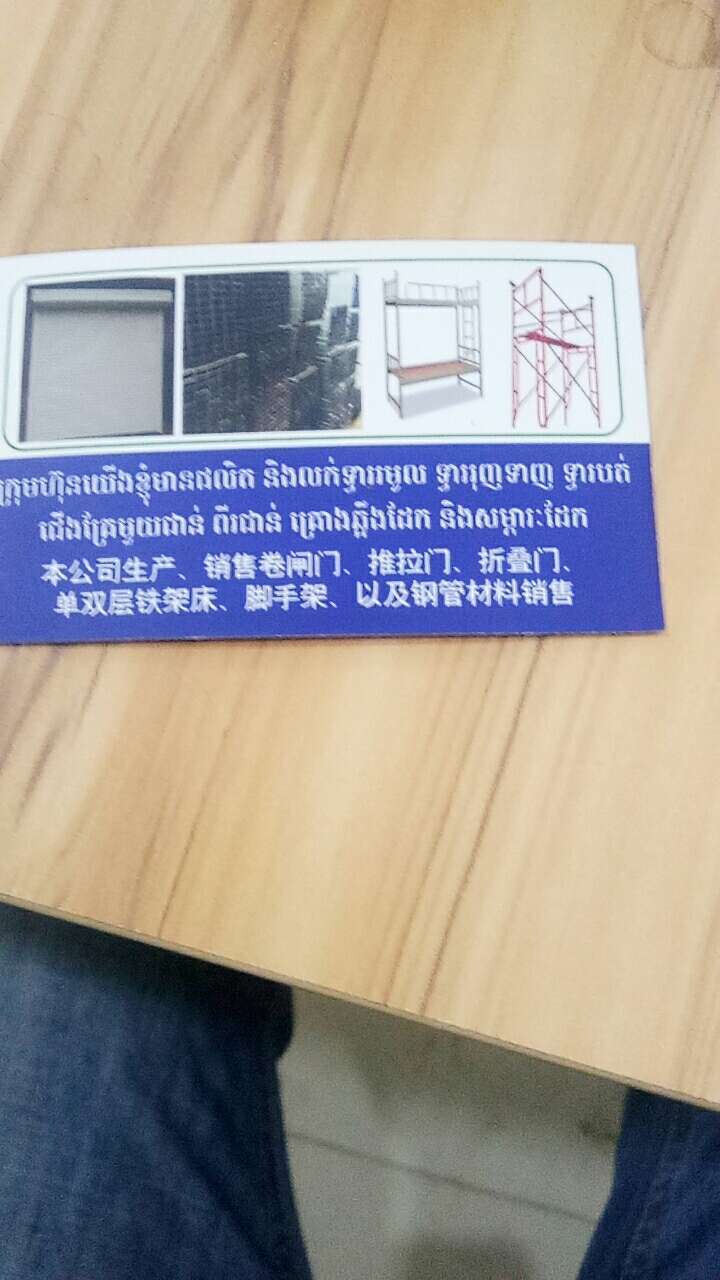 ក្រុមហ៊ុនយើងខ្ញុំមានផលិត និងលក់ទ្វាររមូល ទ្វាររុញទាញ ទ្វារបត់
ជើងគ្រែមួយជាន់ ពីរជាន់ គ្រោងឆ្អឹងដែក និងសម្ភារៈដែក
本公司生产、销售卷闸门、推拉门、折叠门、
单双层铁架床、脚手架、以及钢管材料销售